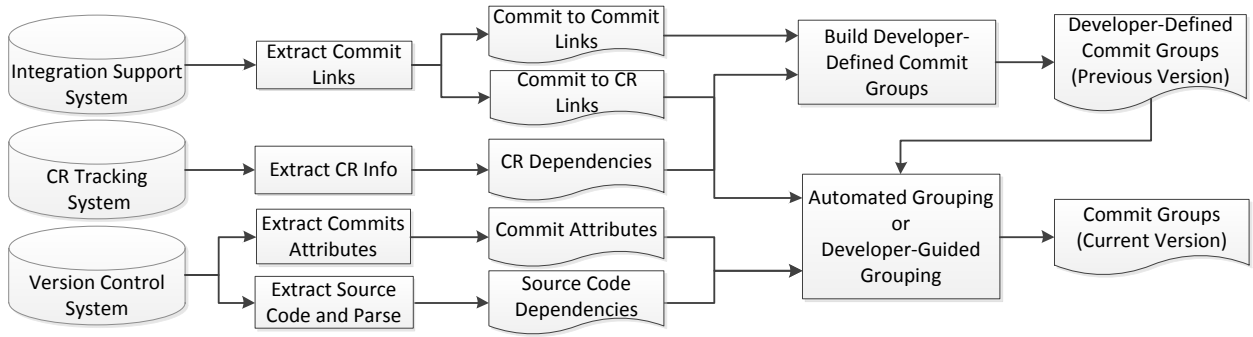 Integration Support
System
Extract Commit
Links
Commit to Commit
Links
Commit to CR
Links
Build Developer-
Defined Commit
Groups
Developer-Defined
Commit Groups
(Previous Version)
CR Tracking
System
Extract CR Info
CR Dependencies
Automated Grouping
or
Developer-Guided
Grouping
Commit Groups
(Current Version)
Version Control
System
Extract Commits
Attributes
Commit Attributes
Extract Source
Code and Parse
Source Code
Dependencies